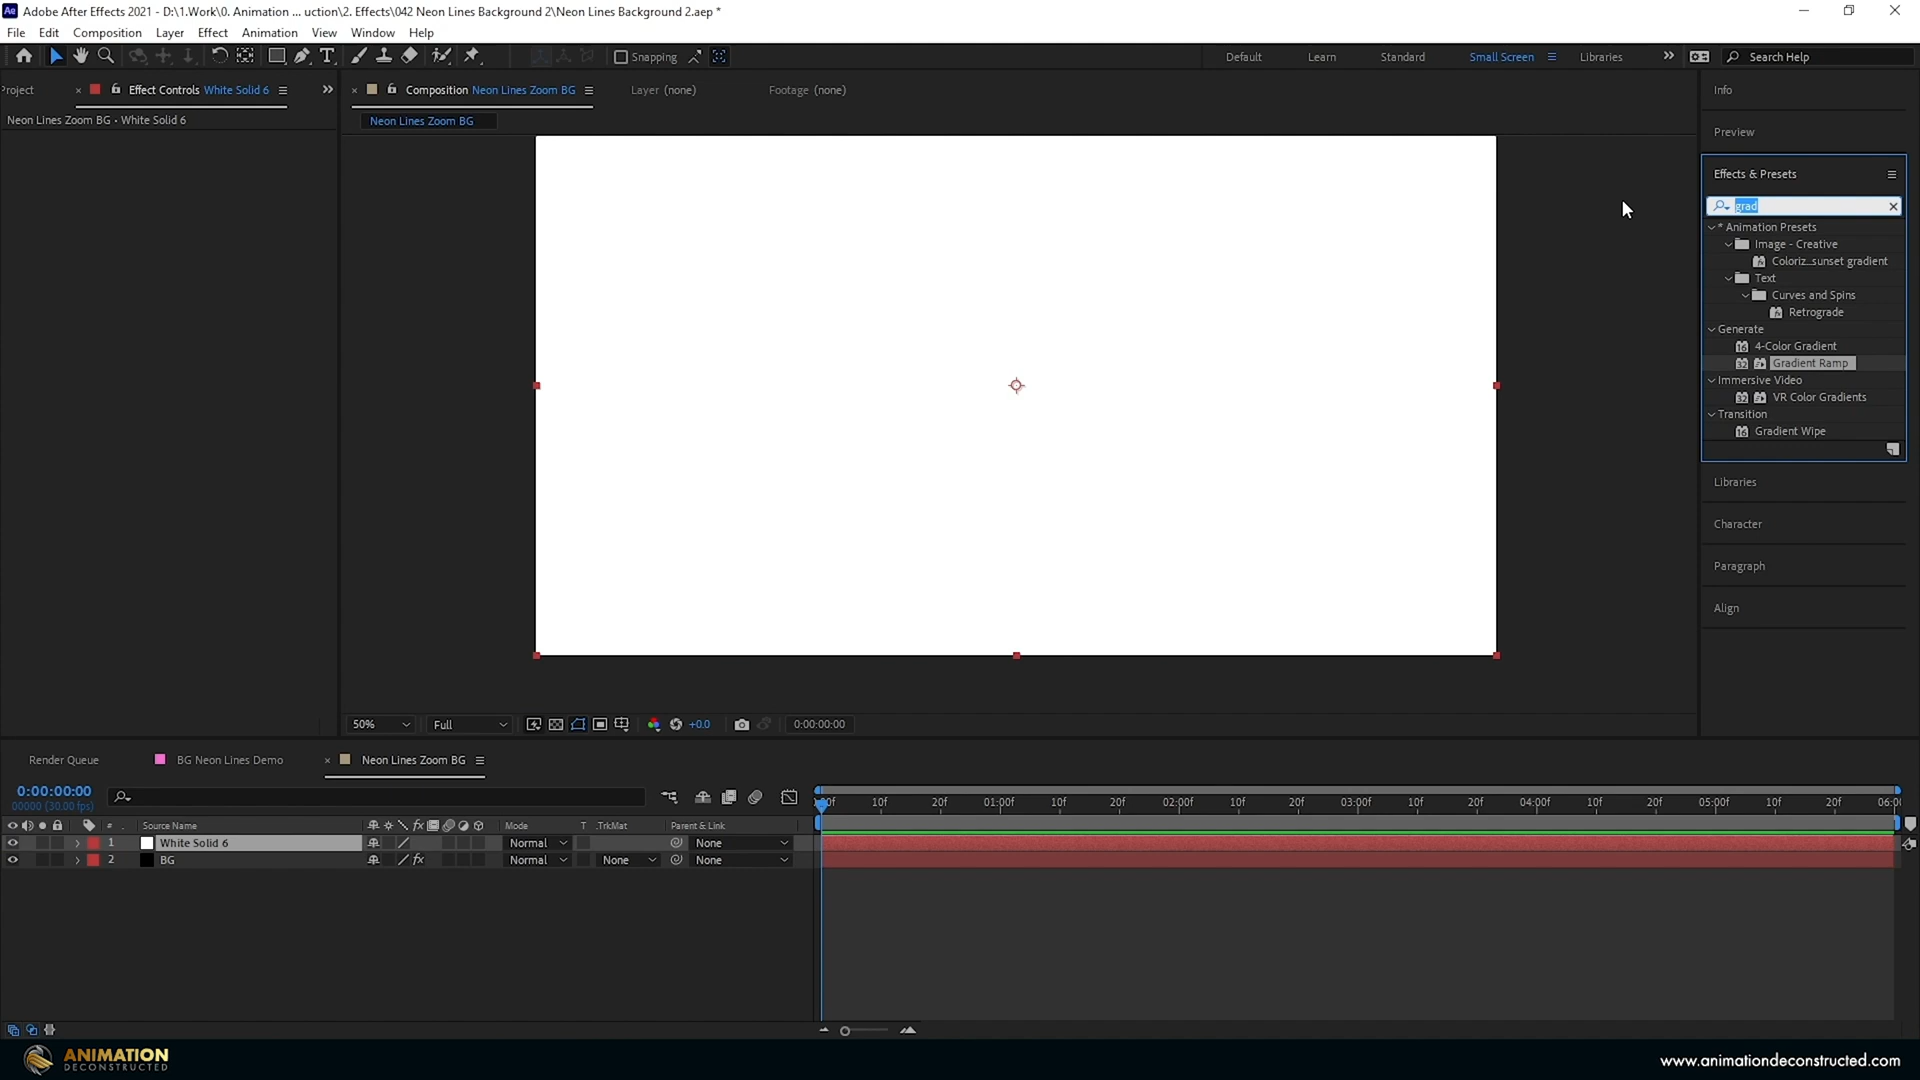 Adobe After Effects 2021 - D:\1.Work\0. Animation ... uction\2. Effects\042 Neon Lines Background 2\Neon Lines Background 2.aep *
File Edit Composition Layer Effect Animation View Window Help
Snapping Default Learn Standard Small Screen Libraries Search Help
roject Effect Controls White Solid 6 Composition Neon Lines Zoom BG Layer (none) Footage (none) Info
Neon Lines Zoom BG • White Solid 6 Neon Lines Zoom BG
Preview
Effects & Presets
grad
* Animation Presets
Image - Creative
Coloriz...sunset gradient
Text
Curves and Spins
Retrograde
Generate
4-Color Gradient
Gradient Ramp
Immersive Video
VR Color Gradients
Transition
Gradient Wipe
Libraries
Character
Paragraph
Align
50% Full +0.0 0:00:00:00
Render Queue BG Neon Lines Demo Neon Lines Zoom BG
0:00:00:00
00000 (30.00 fps)
10f 20f 01:00f 10f 20f 02:00f 10f 20f 03:00f 10f 20f 04:00f 10f 20f 05:00f 10f 20f 06:0
# Source Name Mode T .TrkMat Parent & Link
1 White Solid 6 Normal None
2 BG Normal None None
ANIMATION
DECONSTRUCTED
www.animationdeconstructed.com